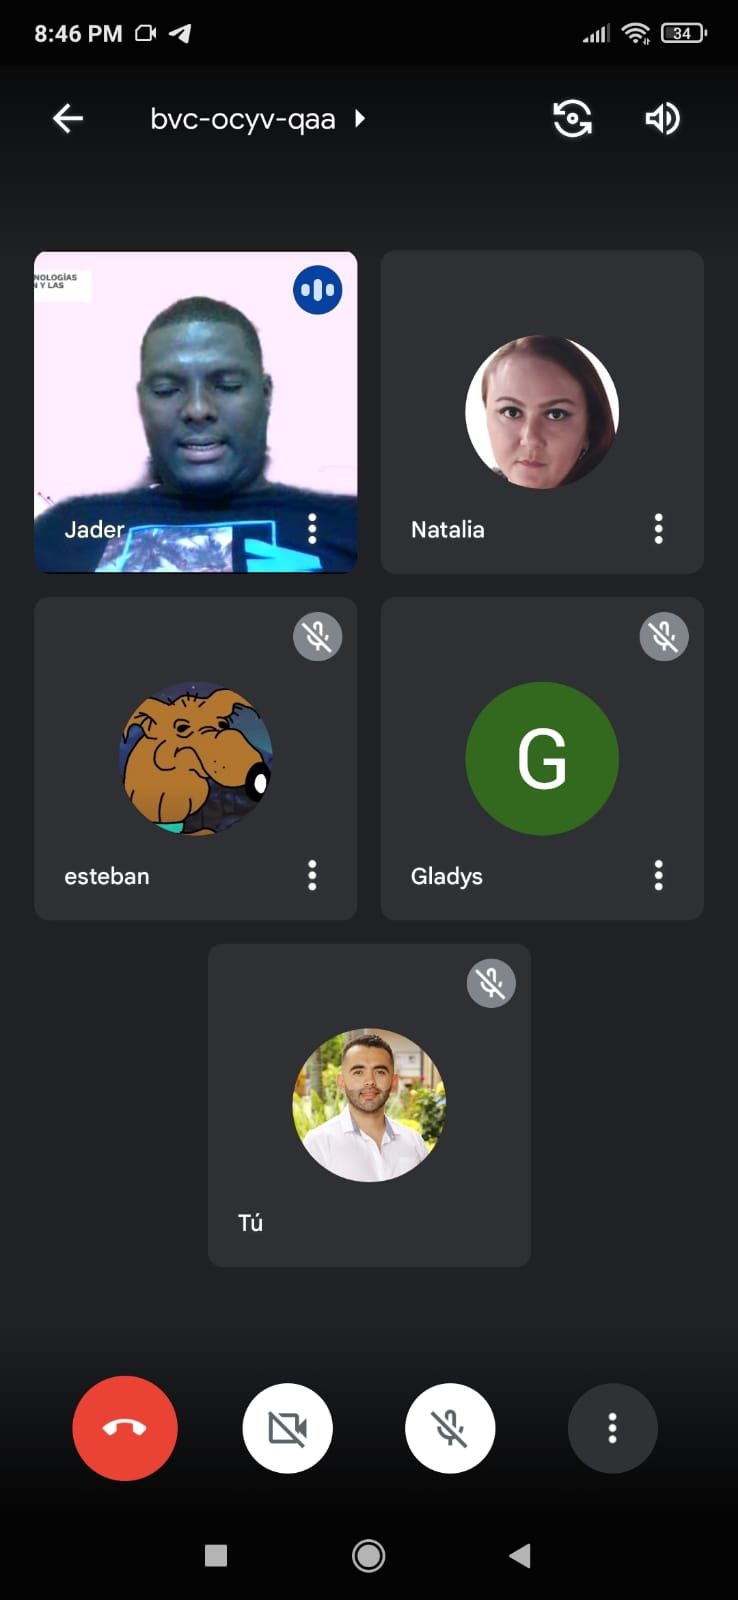 8:46 PM
34
bvc-ocyv-qaa
NOLOGÍAS
N Y LAS
Jader
Natalia
esteban
G
Gladys
Tú